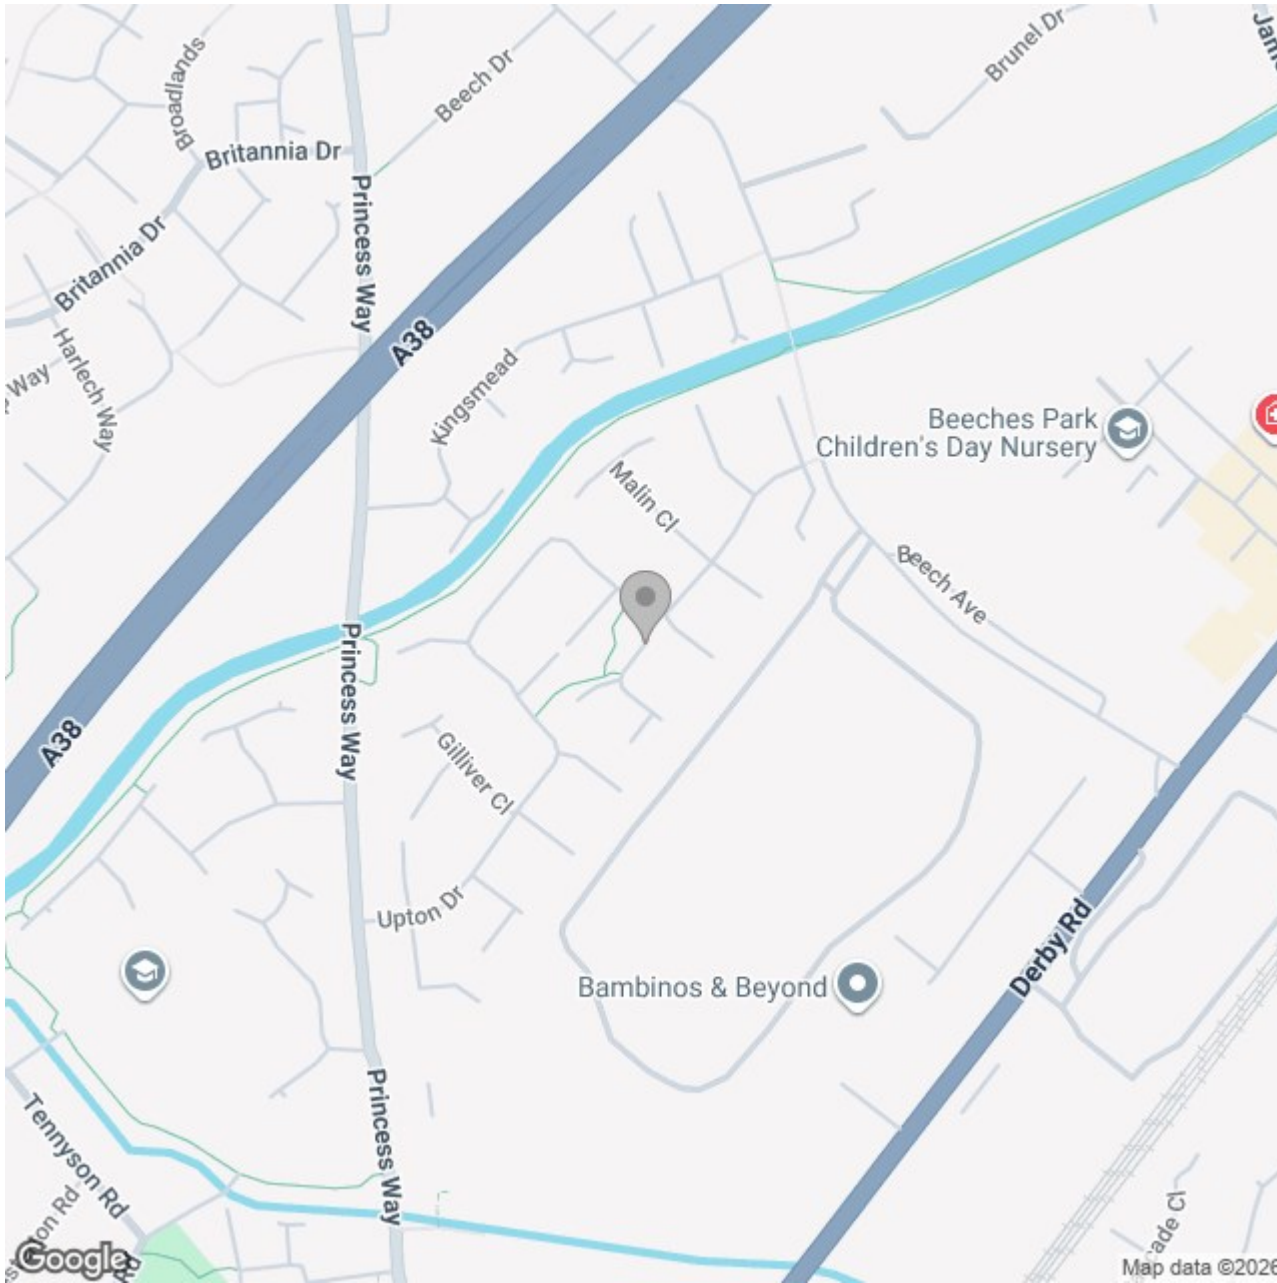 Broadlands
Beech Dr
Brunel Dr
Britannia Dr
Princess Way
Britannia Dr
A38
Harlech Way
Way
Kingsmead
Beeches Park
Children's Day Nursery
Malin Cl
Beech Ave
Princess Way
A38
Gilliver Cl
Upton Dr
Derby Rd
Bambinos & Beyond
Princess Way
Tennyson Rd
Rd
Google
Map data ©2026